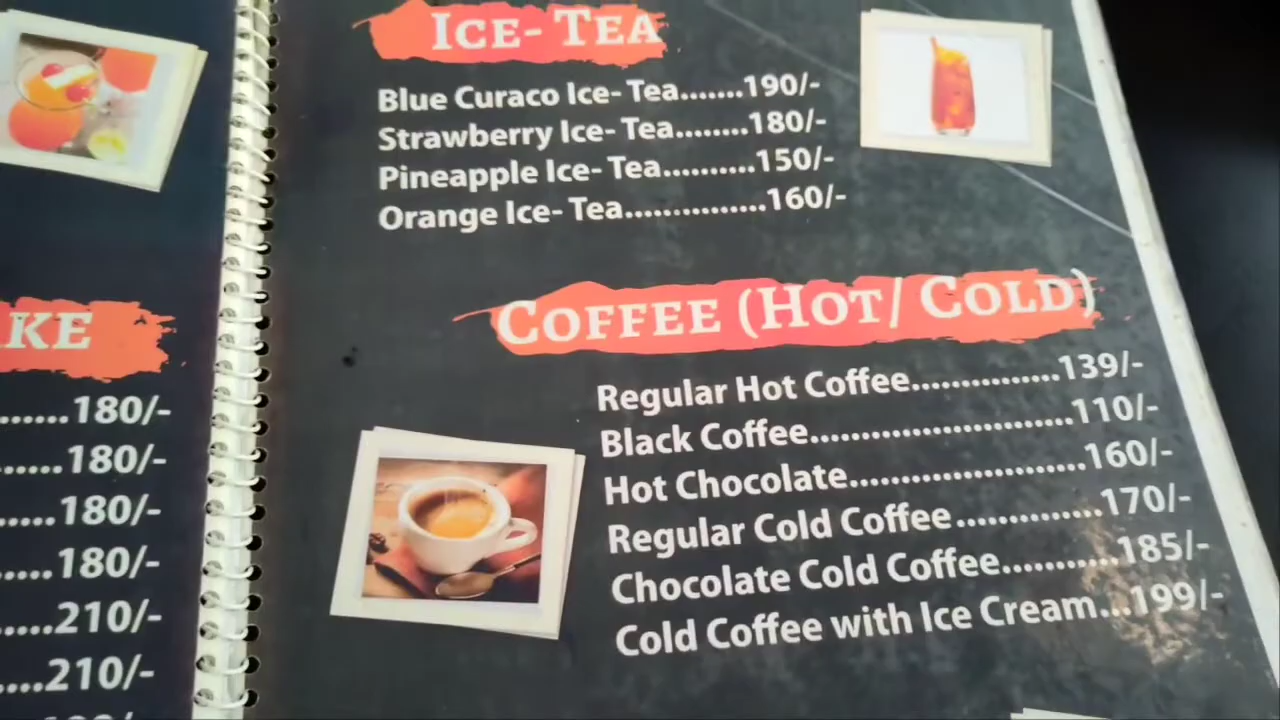 KE
......180/-
......180/-
.....180/-
.....180/-
.....210/-
....210/-
ICE- TEA
Blue Curaco Ice- Tea.......190/-
Strawberry Ice- Tea........180/-
Pineapple Ice- Tea..........150/-
Orange Ice- Tea...............160/-
COFFEE (HOT/ COLD)
Regular Hot Coffee...............139/-
Black Coffee..........................110/-
Hot Chocolate.......................160/-
Regular Cold Coffee..............170/-
Chocolate Cold Coffee...........185/-
Cold Coffee with Ice Cream...199/-